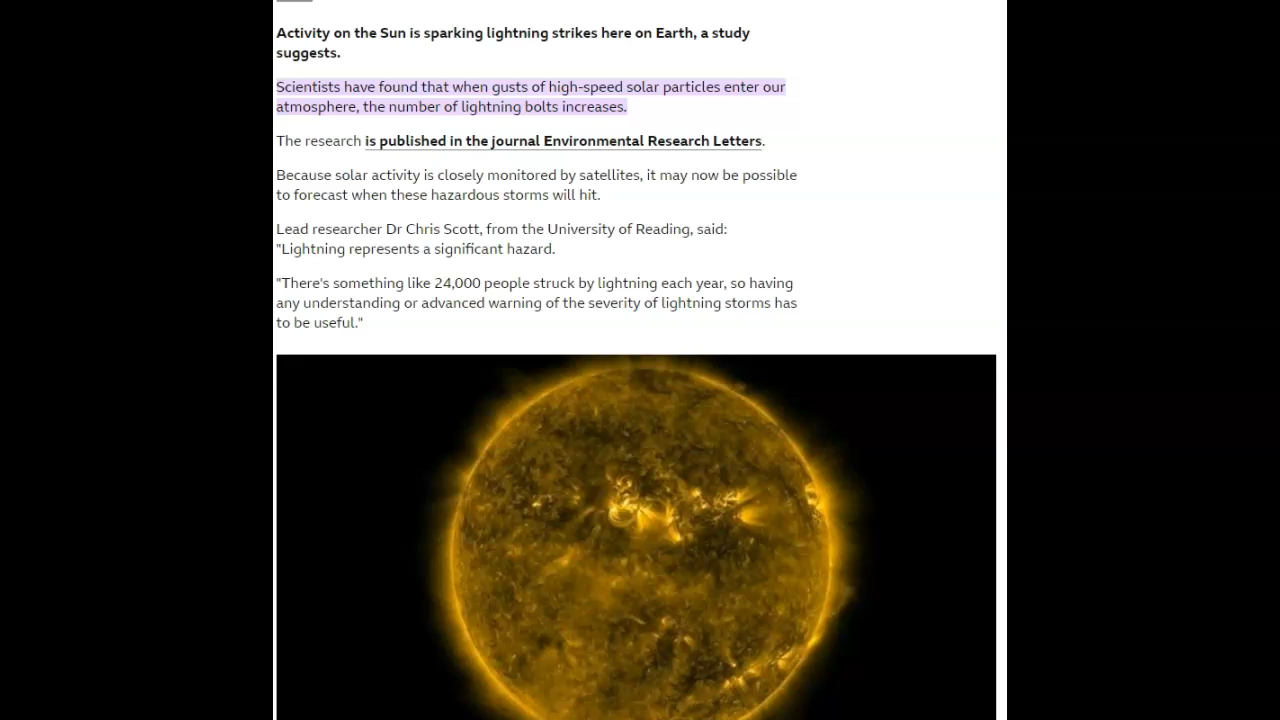 Activity on the Sun is sparking lightning strikes here on Earth, a study
suggests.
Scientists have found that when gusts of high-speed solar particles enter our
atmosphere, the number of lightning bolts increases.
The research is published in the journal Environmental Research Letters.
Because solar activity is closely monitored by satellites, it may now be possible
to forecast when these hazardous storms will hit.
Lead researcher Dr Chris Scott, from the University of Reading, said:
"Lightning represents a significant hazard.
"There's something like 24,000 people struck by lightning each year, so having
any understanding or advanced warning of the severity of lightning storms has
to be useful."